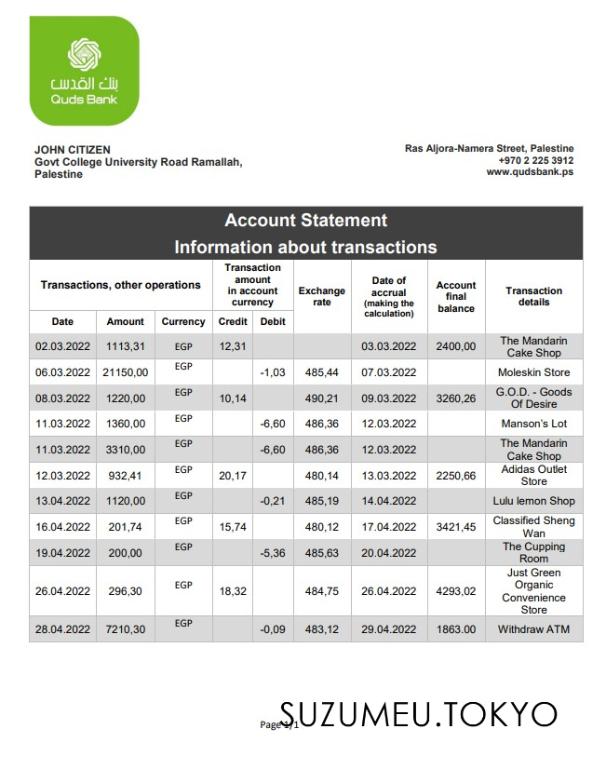 بنك القدس
Quds Bank
JOHN CITIZEN
Govt College University Road Ramallah,
Palestine
Ras Aljora-Namera Street, Palestine
+970 2 225 3912
www.qudsbank.ps
Account Statement
Information about transactions
Transactions, other operations
Transaction
amount
in account
currency
Exchange
rate
Date of
accrual
(making the
calculation)
Account
final
balance
Transaction
details
Date Amount Currency Credit Debit
02.03.2022 1113,31 EGP 12,31 03.03.2022 2400,00 The Mandarin
Cake Shop
06.03.2022 21150,00 EGP -1,03 485,44 07.03.2022 Moleskin Store
08.03.2022 1220,00 EGP 10,14 490,21 09.03.2022 3260,26 G.O.D. - Goods
Of Desire
11.03.2022 1360,00 EGP -6,60 486,36 12.03.2022 Manson's Lot
11.03.2022 3310,00 EGP -6,60 486,36 12.03.2022 The Mandarin
Cake Shop
12.03.2022 932,41 EGP 20,17 480,14 13.03.2022 2250,66 Adidas Outlet
Store
13.04.2022 1120,00 EGP -0,21 485,19 14.04.2022 Lulu lemon Shop
16.04.2022 201,74 EGP 15,74 480,12 17.04.2022 3421,45 Classified Sheng
Wan
19.04.2022 200,00 EGP -5,36 485,63 20.04.2022 The Cupping
Room
26.04.2022 296,30 EGP 18,32 484,75 26.04.2022 4293,02 Just Green
Organic
Convenience
Store
28.04.2022 7210,30 EGP -0,09 483,12 29.04.2022 1863.00 Withdraw ATM
Page 1/1
SUZUMEU.TOKYO